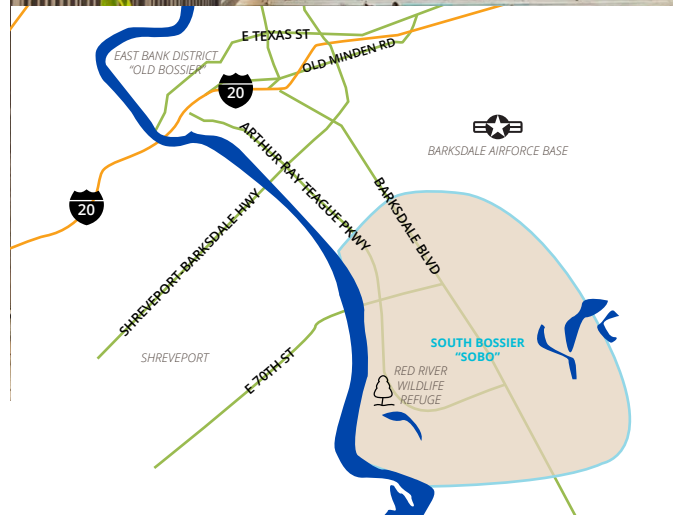 E TEXAS ST
EAST BANK DISTRICT
“OLD BOSSIER”
OLD MINDEN RD
20
ARTHUR RAY TEAGUE PKWY
BARKSDALE AIRFORCE BASE
BARKSDALE BLVD
20
SHREVEPORT-BARKSDALE HWY
SOUTH BOSSIER
“SOBO”
SHREVEPORT
E 70TH ST
RED RIVER
WILDLIFE
REFUGE